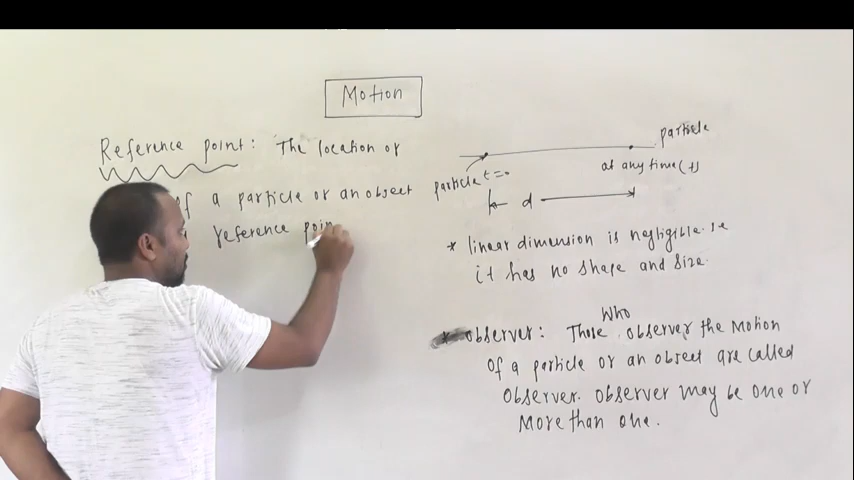 Motion
Reference point: The location or
of a particle or an object
reference poin
particle
particle t=0
at any time(t)
d
* linear dimension is negligible. ie
it has no shape and size.
Who
* observer: Those observer the Motion
of a particle or an object are called
observer. observer may be one or
More than one.